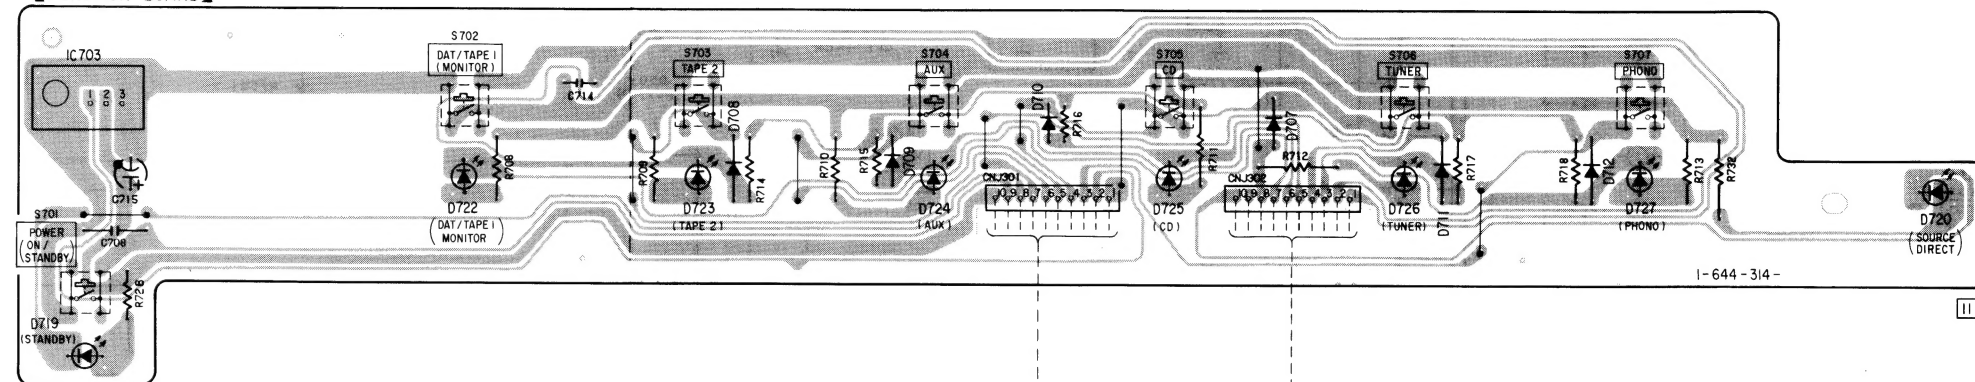 IC703
1 2 3
C715
S701
POWER
(ON/
STANDBY)
C708
R726
D719
(STANDBY)
S702
DAT/TAPE 1
(MONITOR)
C714
R708
D722
(DAT/TAPE 1
MONITOR)
S703
TAPE 2
D708
R709
R714
D723
(TAPE 2)
S704
AUX
R710
R715
D709
D724
(AUX)
D710
R716
CNJ301
10 9 8 7 6 5 4 3 2 1
S705
CD
R711
D725
(CD)
D707
R712
CNJ302
10 9 8 7 6 5 4 3 2 1
S706
TUNER
D726
(TUNER)
D711
R717
S707
PHONO
R718
D712
D727
(PHONO)
R713
R732
D720
(SOURCE
DIRECT)
1-644-314-
11